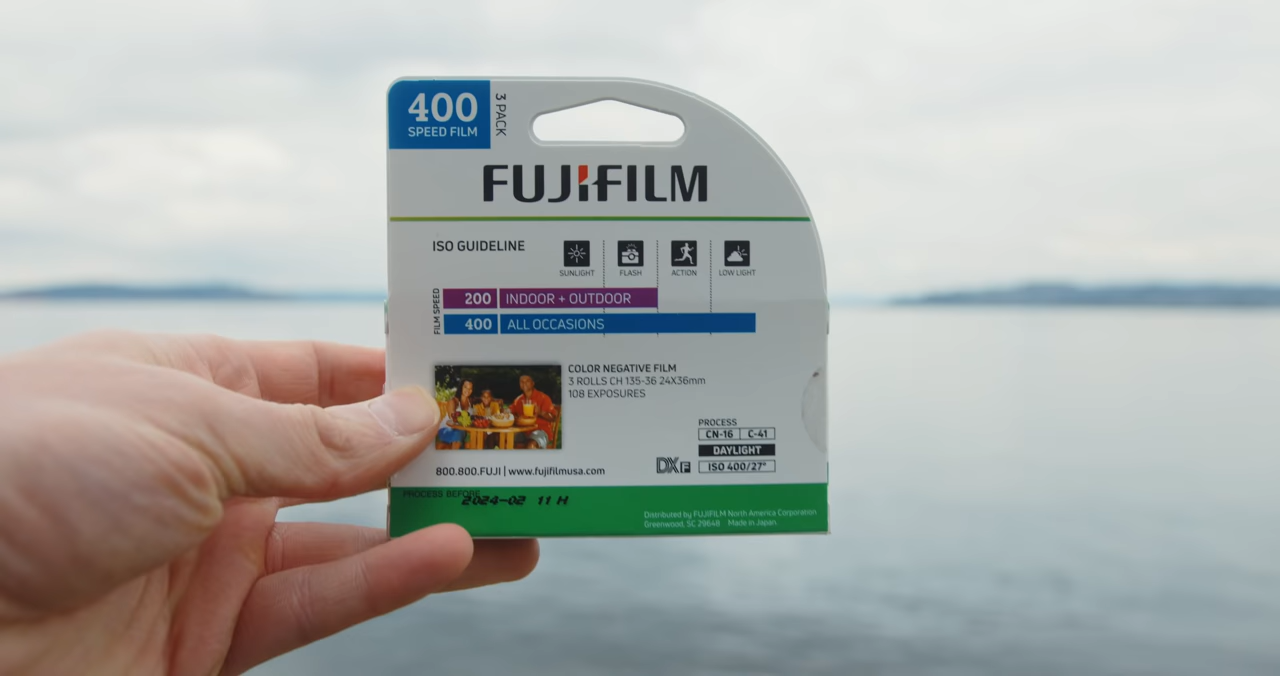 400
SPEED FILM
3 PACK
FUJIFILM
ISO GUIDELINE
SUNLIGHT
FLASH
ACTION
LOW LIGHT
FILM SPEED
200 INDOOR + OUTDOOR
400 ALL OCCASIONS
COLOR NEGATIVE FILM
3 ROLLS CH 135-36 24X36mm
108 EXPOSURES
PROCESS
CN-16 C-41
DAYLIGHT
ISO 400/27°
DX F
800.800.FUJI | www.fujifilmusa.com
PROCESS BEFORE
2024-02 11 H
Distributed by FUJIFILM North America Corporation
Greenwood, SC 29648 Made in Japan.